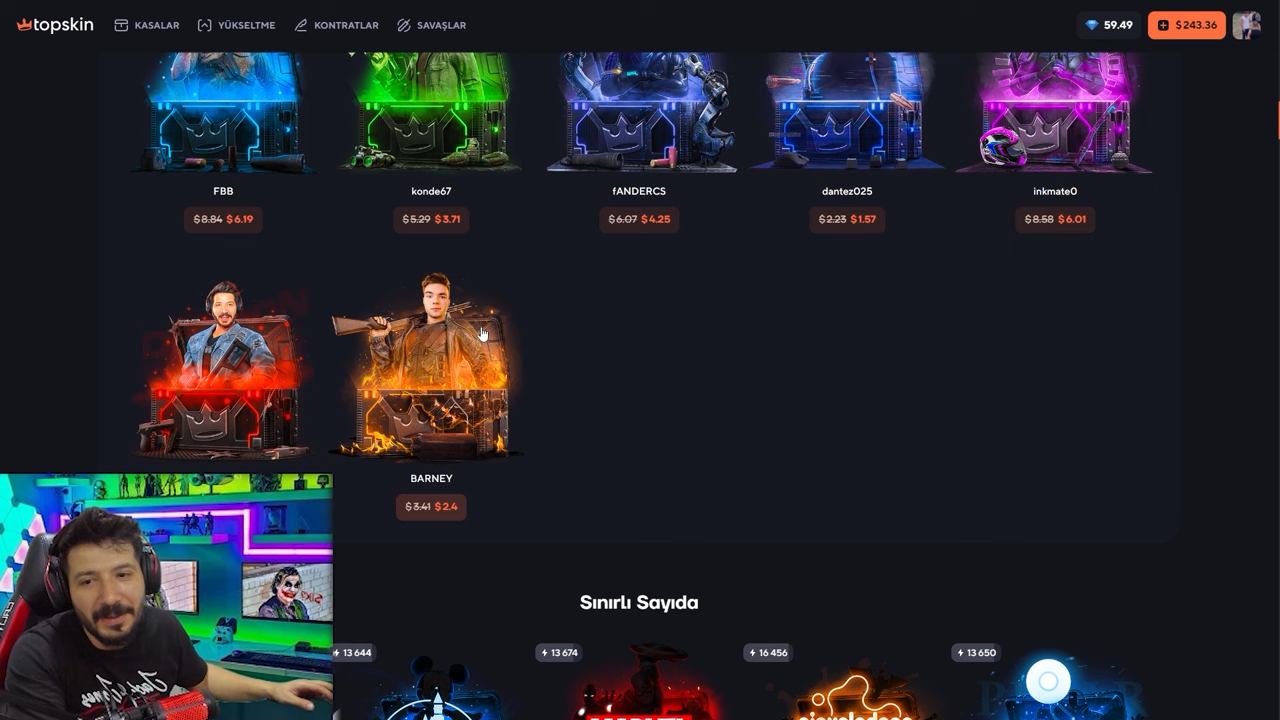 topskin KASALAR YÜKSELTME KONTRATLAR SAVAŞLAR 59.49 $243.36
FBB konde67 fANDERCS dantez025 inkmate0
$8.84 $6.19 $5.29 $3.71 $6.07 $4.25 $2.23 $1.57 $8.58 $6.01
BARNEY
$3.41 $2.4
Sınırlı Sayıda
13 644 13 674 16 456 13 650